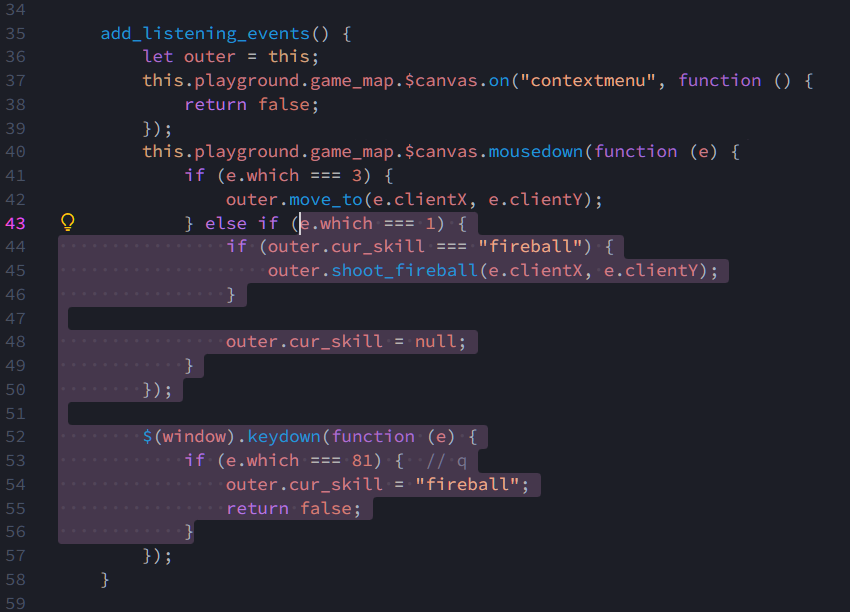 34
35 add_listening_events() {
36 let outer = this;
37 this.playground.game_map.$canvas.on("contextmenu", function () {
38 return false;
39 });
40 this.playground.game_map.$canvas.mousedown(function (e) {
41 if (e.which === 3) {
42 outer.move_to(e.clientX, e.clientY);
43 } else if (e.which === 1) {
44 if (outer.cur_skill === "fireball") {
45 outer.shoot_fireball(e.clientX, e.clientY);
46 }
47
48 outer.cur_skill = null;
49 }
50 });
51
52 $(window).keydown(function (e) {
53 if (e.which === 81) { // q
54 outer.cur_skill = "fireball";
55 return false;
56 }
57 });
58 }
59